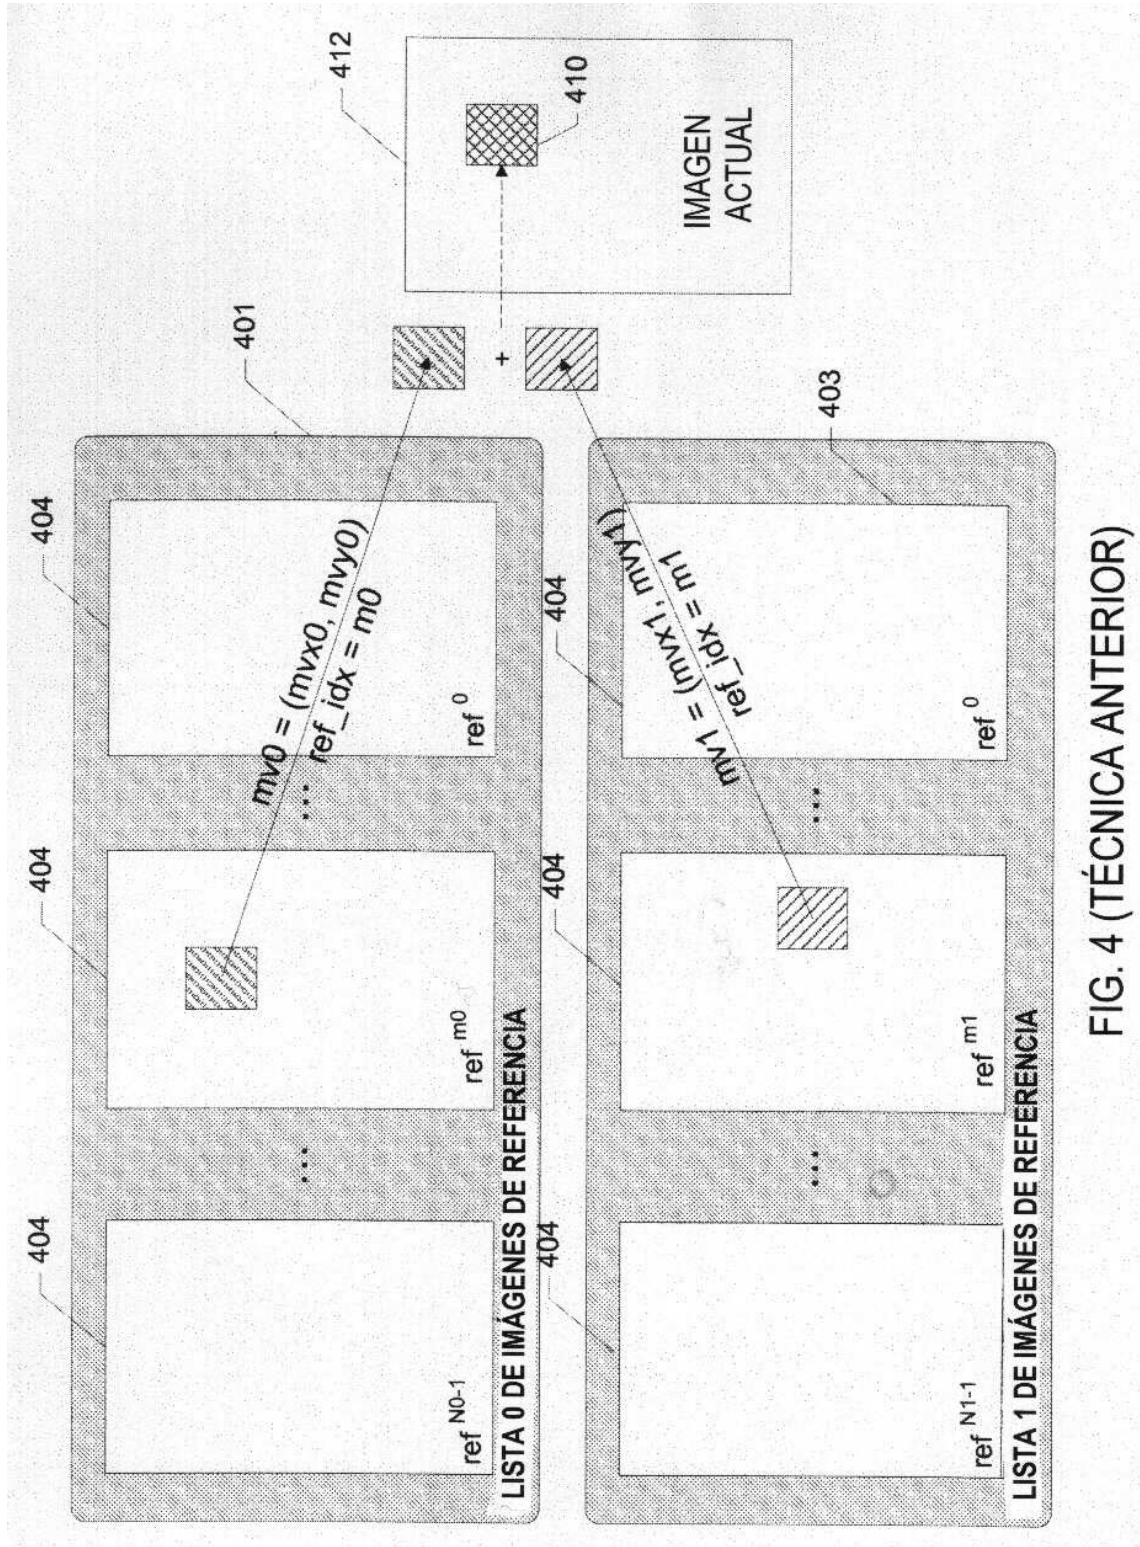 404
404
404
401
412
mv0 = (mvx0, mvy0)
ref_idx = m0
410
...
...
ref N0-1
ref m0
ref 0
LISTA 0 DE IMÁGENES DE REFERENCIA
+
404
404
404
mv1 = (mvx1, mvy1)
ref_idx = m1
IMAGEN
ACTUAL
403
...
...
ref N1-1
ref m1
ref 0
LISTA 1 DE IMÁGENES DE REFERENCIA
FIG. 4 (TÉCNICA ANTERIOR)